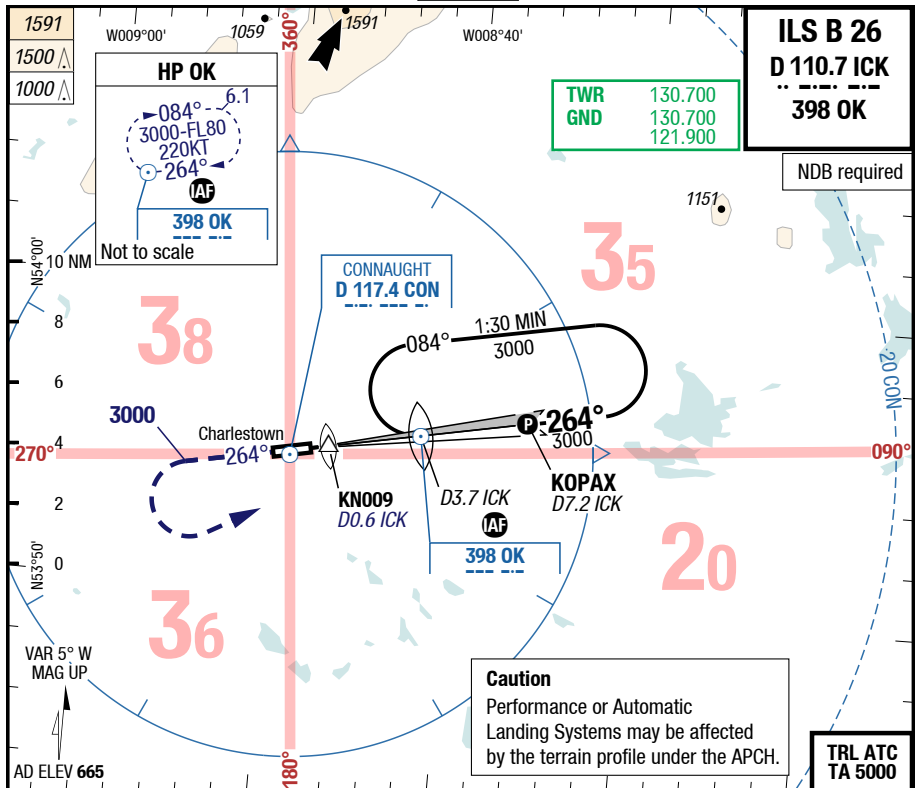 1591
1500
1000
W009°00'
1059
360°
1591
W008°40'
ILS B 26
D 110.7 ICK
398 OK
HP OK
084°
6.1
3000-FL80
220KT
264°
IAF
398 OK
Not to scale
TWR 130.700
GND 130.700
121.900
NDB required
1151
N54°00'
10 NM
CONNAUGHT
D 117.4 CON
35
38
8
084°
1:30 MIN
3000
20 CON
6
3000
Charlestown
P
264°
3000
4
270°
264°
090°
KN009
D0.6 ICK
D3.7 ICK
KOPAX
D7.2 ICK
2
IAF
398 OK
N53°50'
0
20
36
VAR 5° W
MAG UP
Caution
Performance or Automatic
Landing Systems may be affected
by the terrain profile under the APCH.
AD ELEV 665
180°
TRL ATC
TA 5000